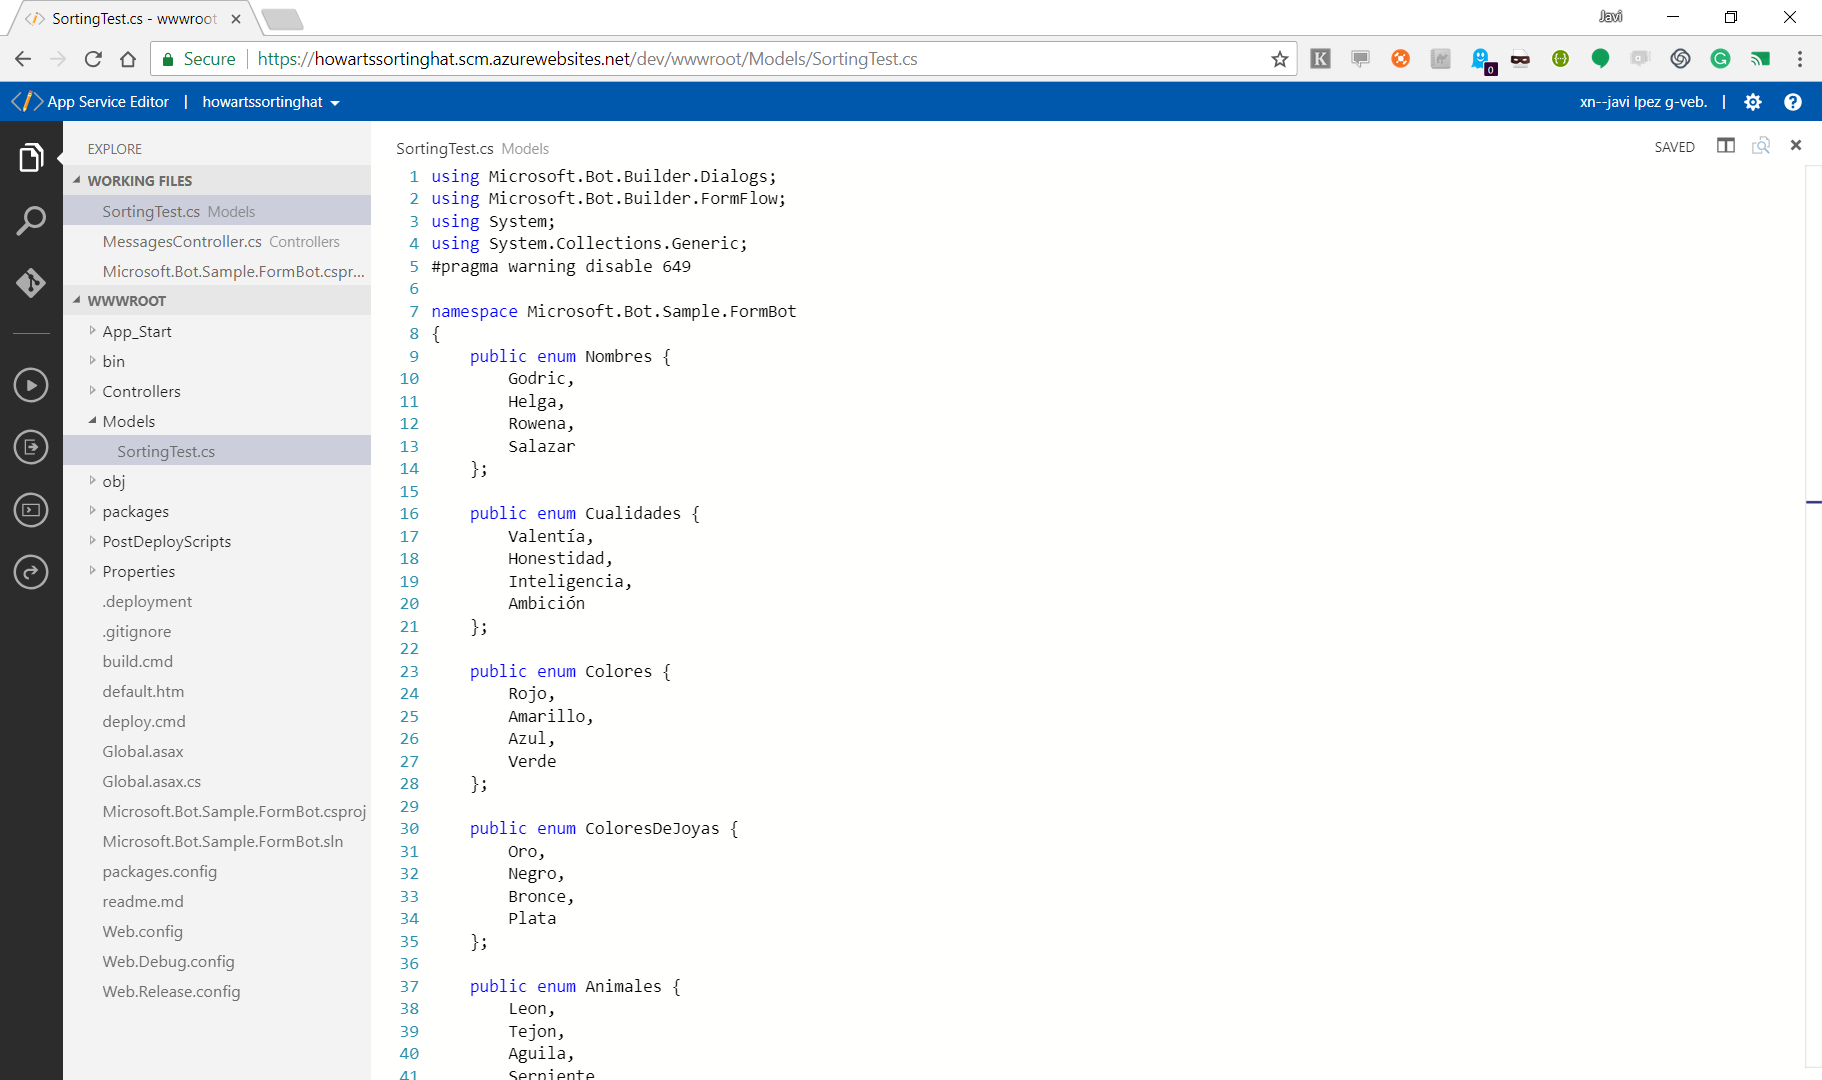 SortingTest.cs - wwwroot
Javi
Secure
https://howartssortinghat.scm.azurewebsites.net/dev/wwwroot/Models/SortingTest.cs
K
0
G
App Service Editor | howartssortinghat
xn--javi lpez g-veb. |
?
EXPLORE
WORKING FILES
SortingTest.cs Models
MessagesController.cs Controllers
Microsoft.Bot.Sample.FormBot.cspr...
WWWROOT
App_Start
bin
Controllers
Models
SortingTest.cs
obj
packages
PostDeployScripts
Properties
.deployment
.gitignore
build.cmd
default.htm
deploy.cmd
Global.asax
Global.asax.cs
Microsoft.Bot.Sample.FormBot.csproj
Microsoft.Bot.Sample.FormBot.sln
packages.config
readme.md
Web.config
Web.Debug.config
Web.Release.config
SortingTest.cs Models
SAVED
1 using Microsoft.Bot.Builder.Dialogs;
2 using Microsoft.Bot.Builder.FormFlow;
3 using System;
4 using System.Collections.Generic;
5 #pragma warning disable 649
6
7 namespace Microsoft.Bot.Sample.FormBot
8 {
9 public enum Nombres {
10 Godric,
11 Helga,
12 Rowena,
13 Salazar
14 };
15
16 public enum Cualidades {
17 Valentía,
18 Honestidad,
19 Inteligencia,
20 Ambición
21 };
22
23 public enum Colores {
24 Rojo,
25 Amarillo,
26 Azul,
27 Verde
28 };
29
30 public enum ColoresDeJoyas {
31 Oro,
32 Negro,
33 Bronce,
34 Plata
35 };
36
37 public enum Animales {
38 Leon,
39 Tejon,
40 Aguila,
41 Serpiente